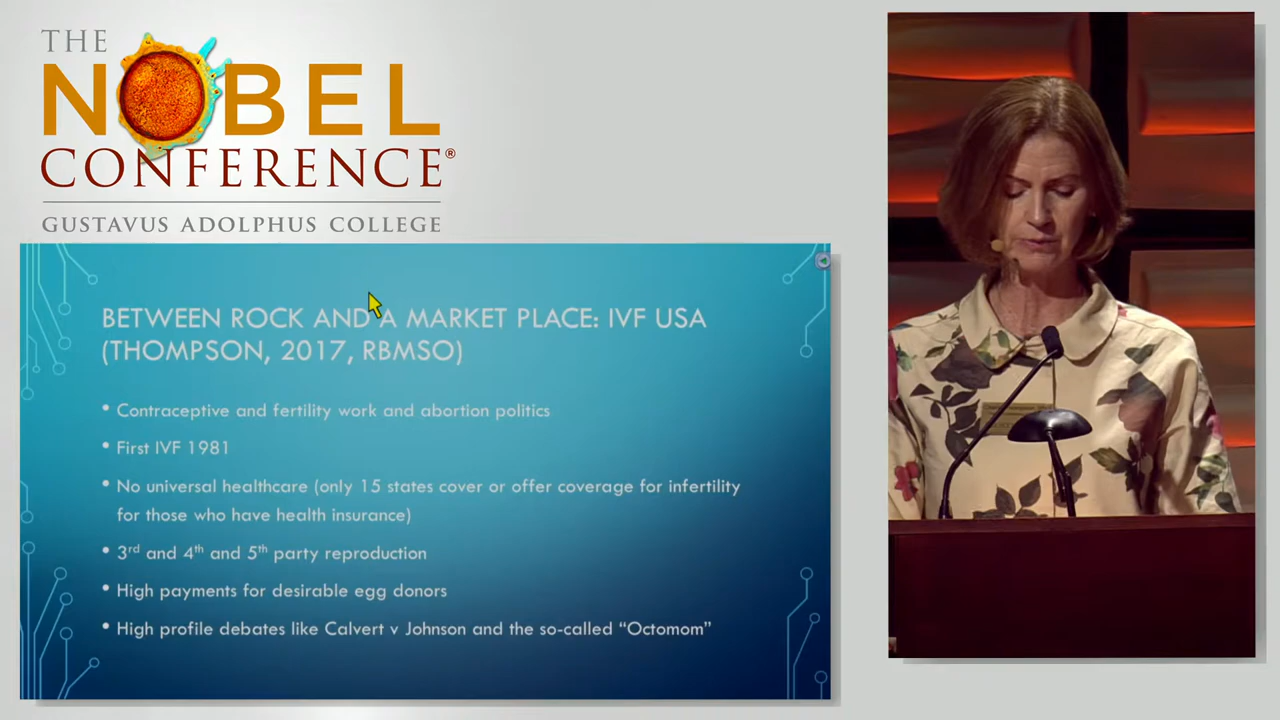 THE
NOBEL
CONFERENCE®
GUSTAVUS ADOLPHUS COLLEGE
BETWEEN ROCK AND A MARKET PLACE: IVF USA
(THOMPSON, 2017, RBMSO)
• Contraceptive and fertility work and abortion politics
• First IVF 1981
• No universal healthcare (only 15 states cover or offer coverage for infertility
for those who have health insurance)
• 3rd and 4th and 5th party reproduction
• High payments for desirable egg donors
• High profile debates like Calvert v Johnson and the so-called “Octomom”